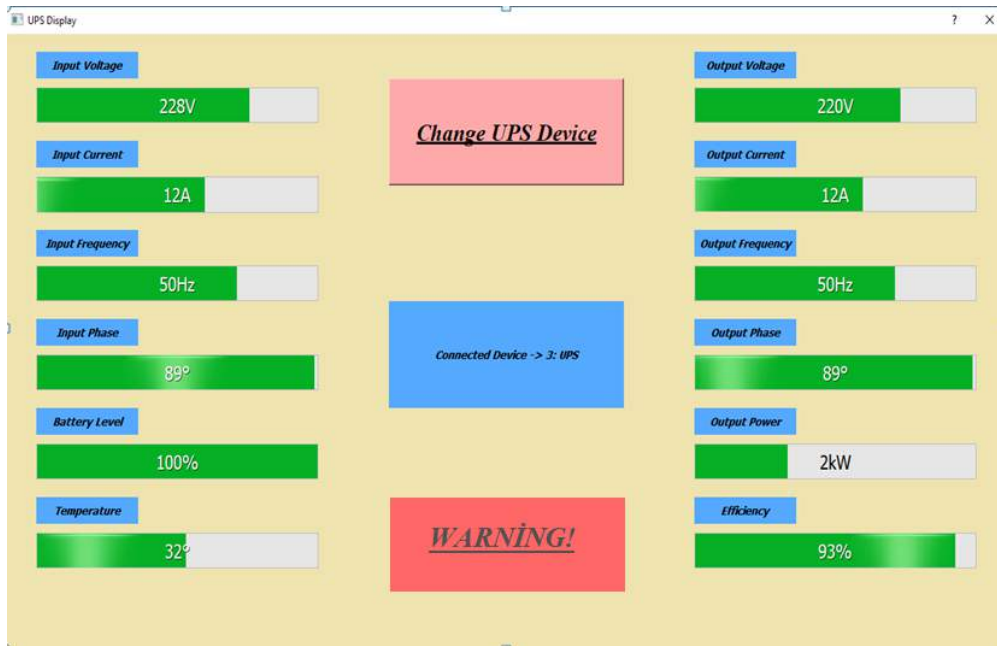 UPS Display
?
X
Input Voltage
228V
Input Current
12A
Input Frequency
50Hz
Input Phase
89°
Battery Level
100%
Temperature
32°
Change UPS Device
Connected Device -> 3: UPS
WARNİNG!
Output Voltage
220V
Output Current
12A
Output Frequency
50Hz
Output Phase
89°
Output Power
2kW
Efficiency
93%